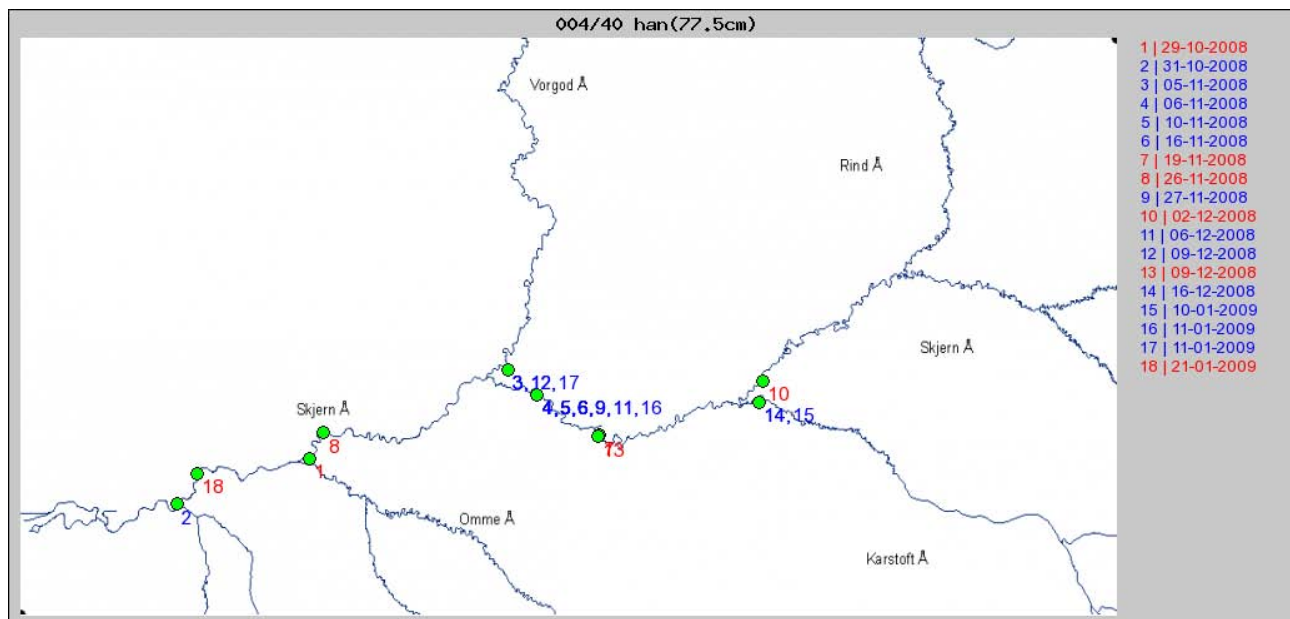 004/40 han(77.5cm)
Vorgod Å
Rind Å
Skjern Å
Skjern Å
Omme Å
Karstoft Å
3,12,17
4,5,6,9,11,16
10
14,15
8
1
18
2
13
1 | 29-10-2008
2 | 31-10-2008
3 | 05-11-2008
4 | 06-11-2008
5 | 10-11-2008
6 | 16-11-2008
7 | 19-11-2008
8 | 26-11-2008
9 | 27-11-2008
10 | 02-12-2008
11 | 06-12-2008
12 | 09-12-2008
13 | 09-12-2008
14 | 16-12-2008
15 | 10-01-2009
16 | 11-01-2009
17 | 11-01-2009
18 | 21-01-2009